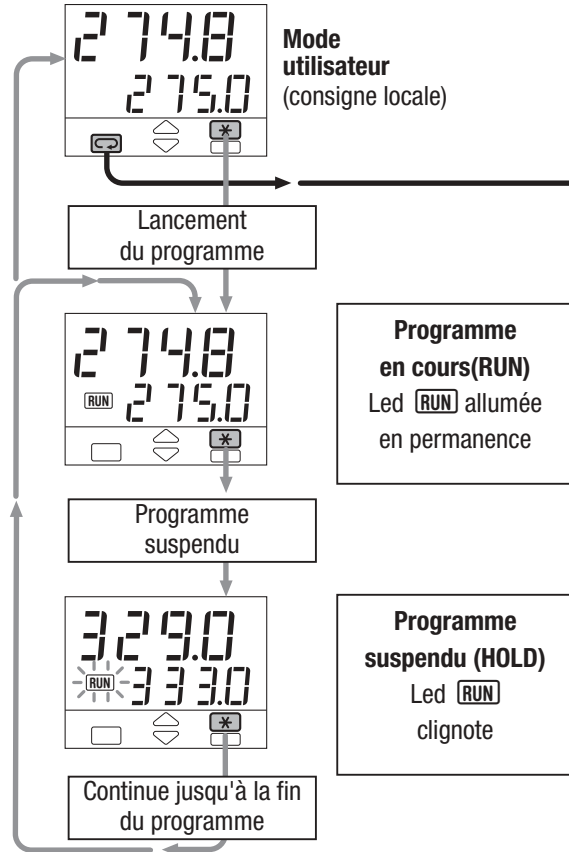 274.8
275.0
Mode
utilisateur
(consigne locale)
Lancement
du programme
274.8
RUN 275.0
Programme
en cours(RUN)
Led RUN allumée
en permanence
Programme
suspendu
329.0
RUN 333.0
Programme
suspendu (HOLD)
Led RUN
clignote
Continue jusqu'à la fin
du programme